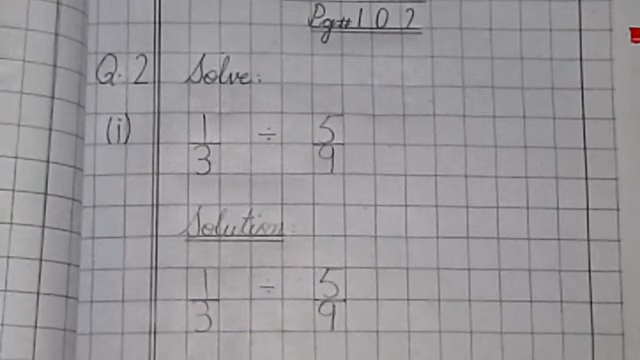 Pg# 102
Q.2 Solve:
(i) 1/3 ÷ 5/9
Solution:
1/3 ÷ 5/9